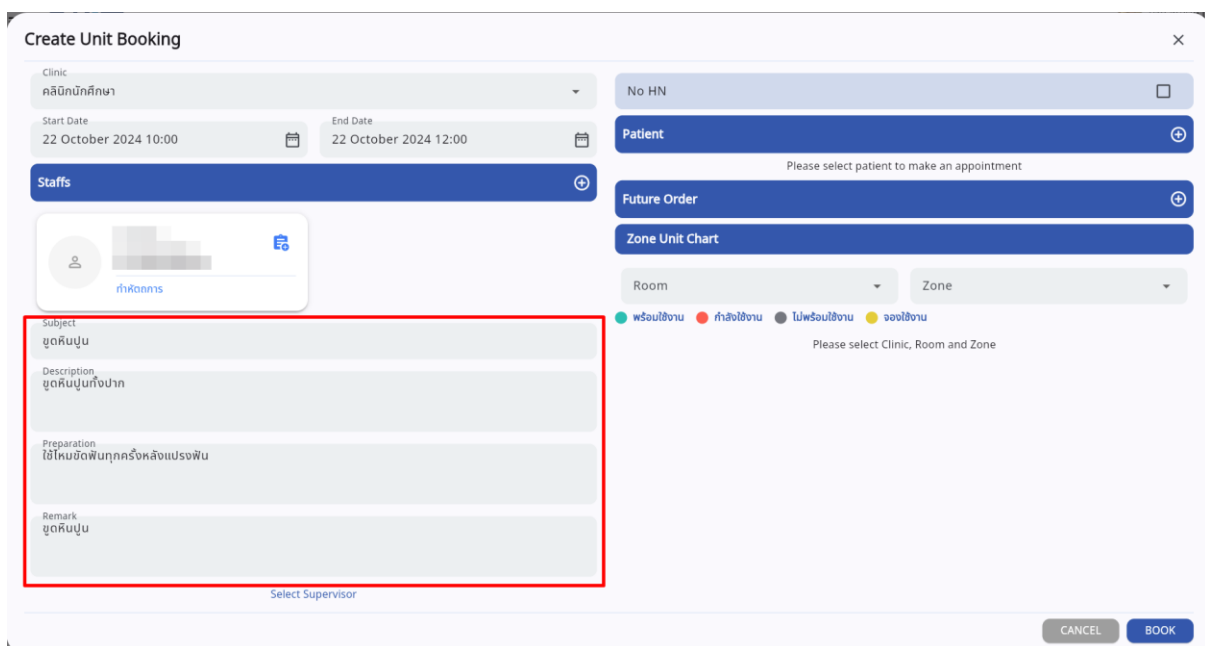 Create Unit Booking
Clinic
คลินิกนักศึกษา
Start Date
22 October 2024 10:00
End Date
22 October 2024 12:00
Staffs
ทำหัตถการ
Subject
ขูดหินปูน
Description
ขูดหินปูนทั้งปาก
Preparation
ใช้ไหมขัดฟันทุกครั้งหลังแปรงฟัน
Remark
ขูดหินปูน
Select Supervisor
No HN
Patient
Please select patient to make an appointment
Future Order
Zone Unit Chart
Room
Zone
พร้อมใช้งาน กำลังใช้งาน ไม่พร้อมใช้งาน จองใช้งาน
Please select Clinic, Room and Zone
CANCEL
BOOK